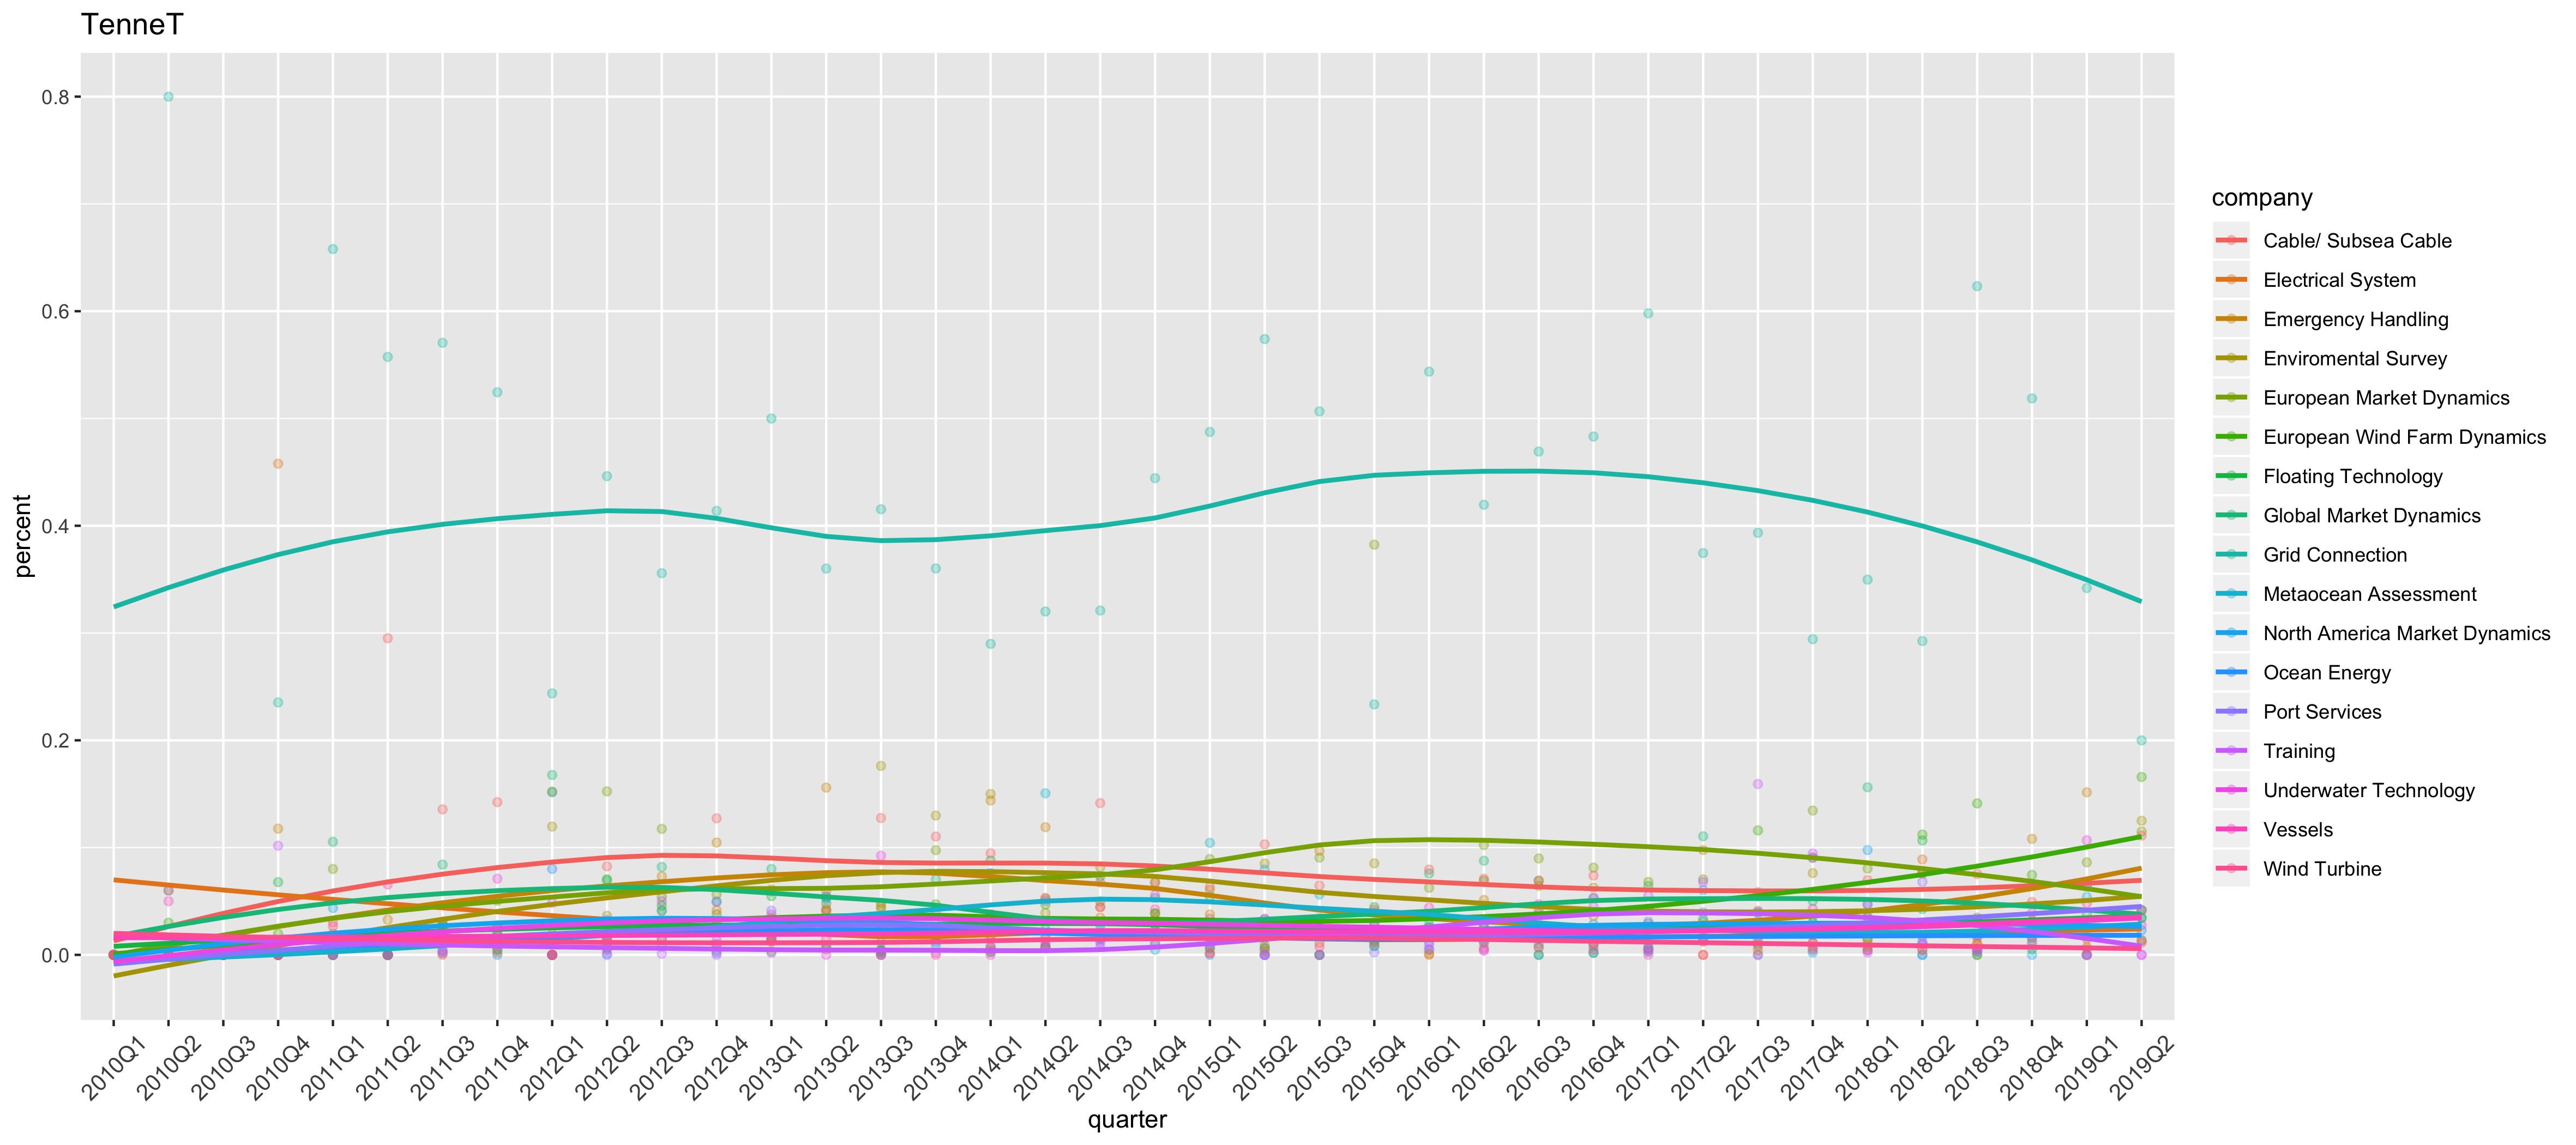 TenneT
percent
0.8
0.6
0.4
0.2
0.0
2010Q1
2010Q2
2010Q3
2010Q4
2011Q1
2011Q2
2011Q3
2011Q4
2012Q1
2012Q2
2012Q3
2012Q4
2013Q1
2013Q2
2013Q3
2013Q4
2014Q1
2014Q2
2014Q3
2014Q4
2015Q1
2015Q2
2015Q3
2015Q4
2016Q1
2016Q2
2016Q3
2016Q4
2017Q1
2017Q2
2017Q3
2017Q4
2018Q1
2018Q2
2018Q3
2018Q4
2019Q1
2019Q2
quarter
company
Cable/ Subsea Cable
Electrical System
Emergency Handling
Enviromental Survey
European Market Dynamics
European Wind Farm Dynamics
Floating Technology
Global Market Dynamics
Grid Connection
Metaocean Assessment
North America Market Dynamics
Ocean Energy
Port Services
Training
Underwater Technology
Vessels
Wind Turbine